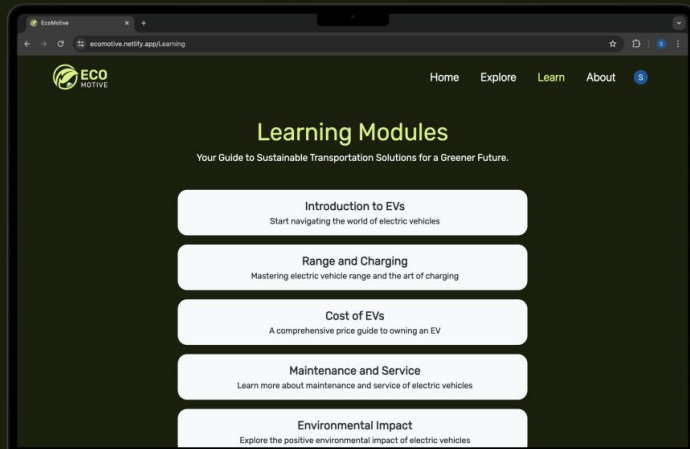 EcoMotive
ecomotive.netlify.app/Learning
S
ECO
MOTIVE
Home Explore Learn About S
Learning Modules
Your Guide to Sustainable Transportation Solutions for a Greener Future.
Introduction to EVs
Start navigating the world of electric vehicles
Range and Charging
Mastering electric vehicle range and the art of charging
Cost of EVs
A comprehensive price guide to owning an EV
Maintenance and Service
Learn more about maintenance and service of electric vehicles
Environmental Impact
Explore the positive environmental impact of electric vehicles